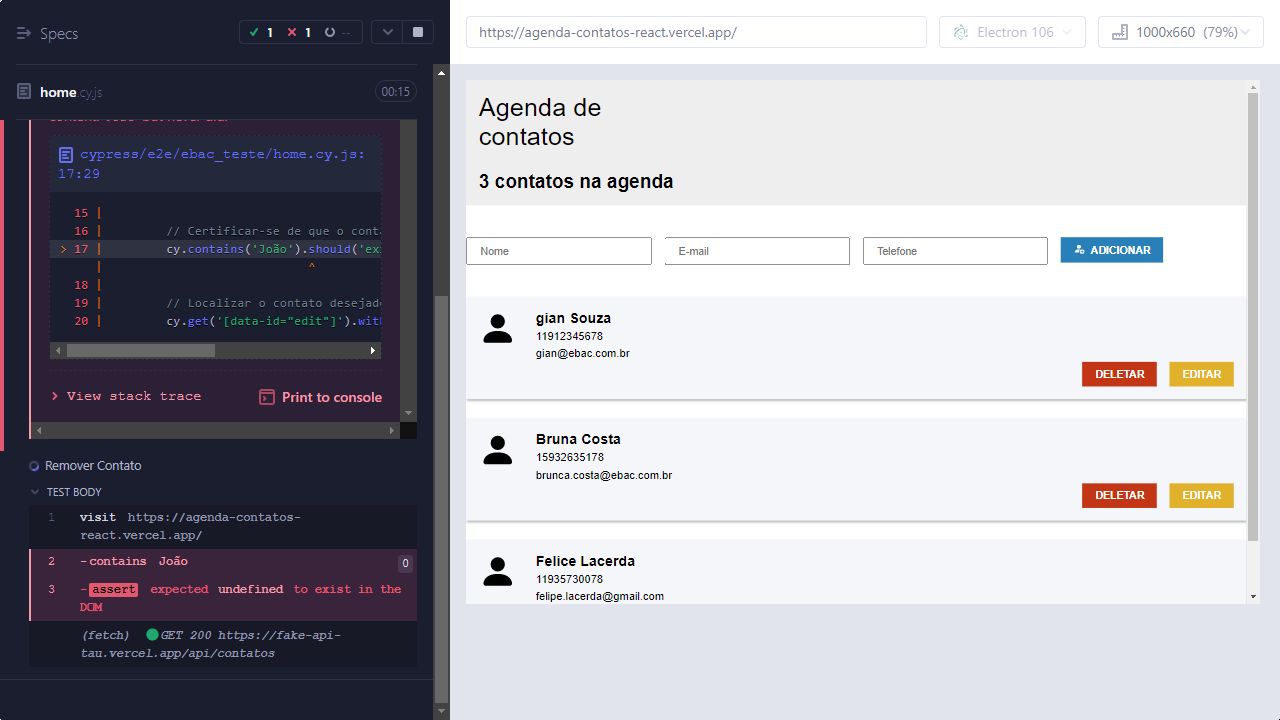 Specs
1
1
--
home.cy.js
00:15
cypress/e2e/ebac_teste/home.cy.js:
17:29
15 |
16 | // Certificar-se de que o conta
> 17 | cy.contains('João').should('exi
| ^
18 |
19 | // Localizar o contato desejado
20 | cy.get('[data-id="edit"]').with
> View stack trace
Print to console
Remover Contato
TEST BODY
1 visit https://agenda-contatos-
react.vercel.app/
2 -contains João
0
3 -assert expected undefined to exist in the
DOM
(fetch) GET 200 https://fake-api-
tau.vercel.app/api/contatos
https://agenda-contatos-react.vercel.app/
Electron 106
1000x660 (79%)
Agenda de
contatos
3 contatos na agenda
Nome
E-mail
Telefone
ADICIONAR
gian Souza
11912345678
gian@ebac.com.br
DELETAR
EDITAR
Bruna Costa
15932635178
brunca.costa@ebac.com.br
DELETAR
EDITAR
Felice Lacerda
11935730078
felipe.lacerda@gmail.com